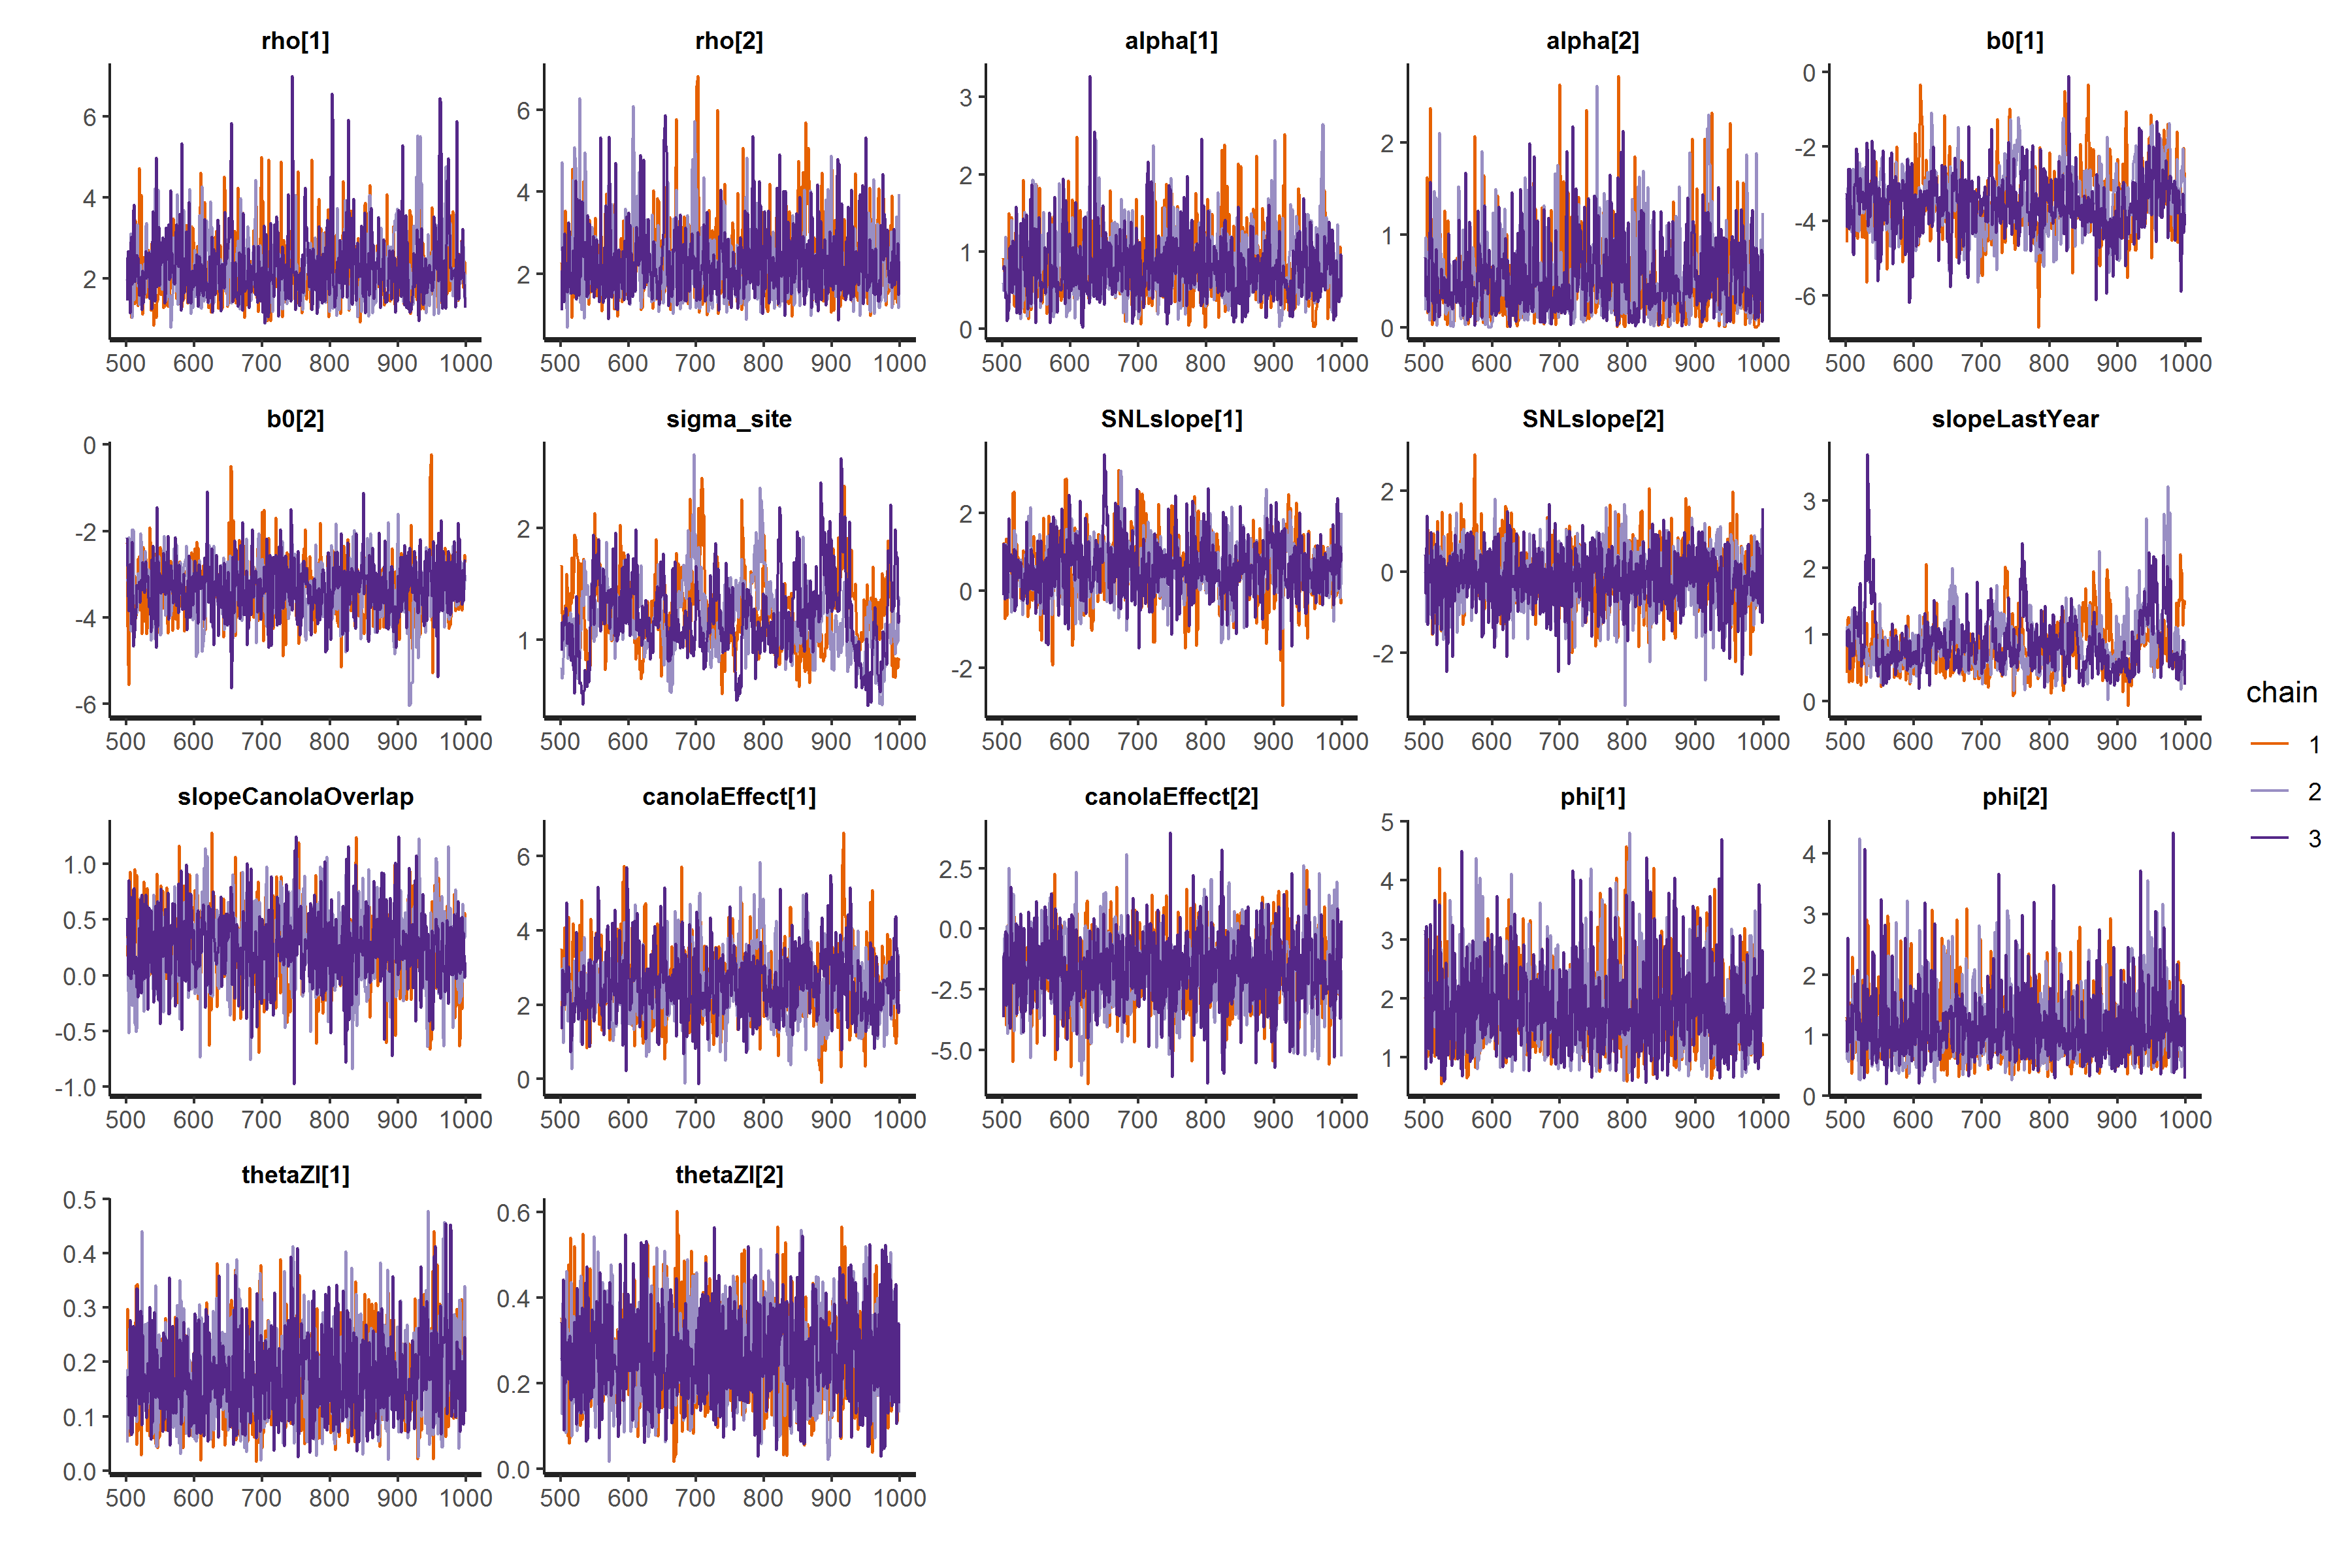 rho[1] rho[2] alpha[1] alpha[2] b0[1]
6 4 2
6 4 2
3 2 1 0
2 1 0
0 -2 -4 -6
500 600 700 800 900 1000 500 600 700 800 900 1000 500 600 700 800 900 1000 500 600 700 800 900 1000 500 600 700 800 900 1000
b0[2] sigma_site SNLslope[1] SNLslope[2] slopeLastYear
0 -2 -4 -6
2 1
2 0 -2
2 0 -2
3 2 1 0
500 600 700 800 900 1000 500 600 700 800 900 1000 500 600 700 800 900 1000 500 600 700 800 900 1000 500 600 700 800 900 1000
chain
1
2
3
slopeCanolaOverlap canolaEffect[1] canolaEffect[2] phi[1] phi[2]
1.0 0.5 0.0 -0.5 -1.0
6 4 2 0
2.5 0.0 -2.5 -5.0
5 4 3 2 1
4 3 2 1 0
500 600 700 800 900 1000 500 600 700 800 900 1000 500 600 700 800 900 1000 500 600 700 800 900 1000 500 600 700 800 900 1000
thetaZI[1] thetaZI[2]
0.5 0.4 0.3 0.2 0.1 0.0
0.6 0.4 0.2 0.0
500 600 700 800 900 1000 500 600 700 800 900 1000